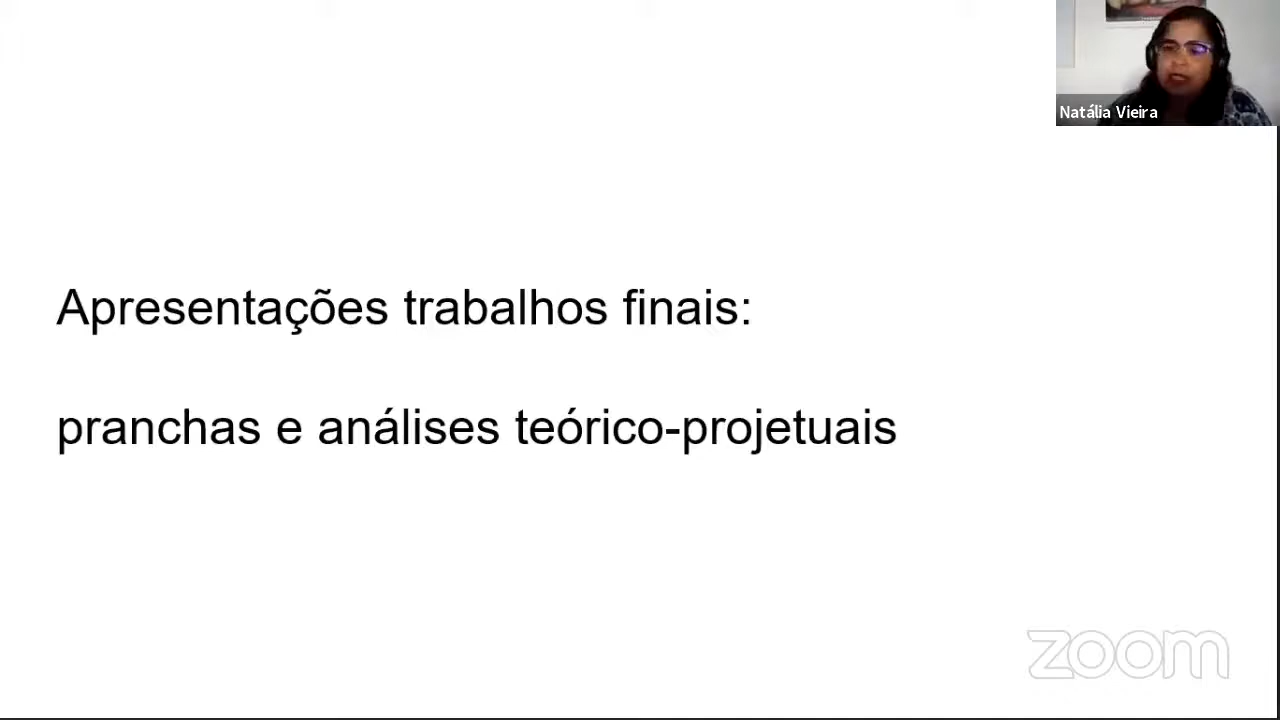 Natália Vieira
Apresentações trabalhos finais:
pranchas e análises teórico-projetuais
zoom